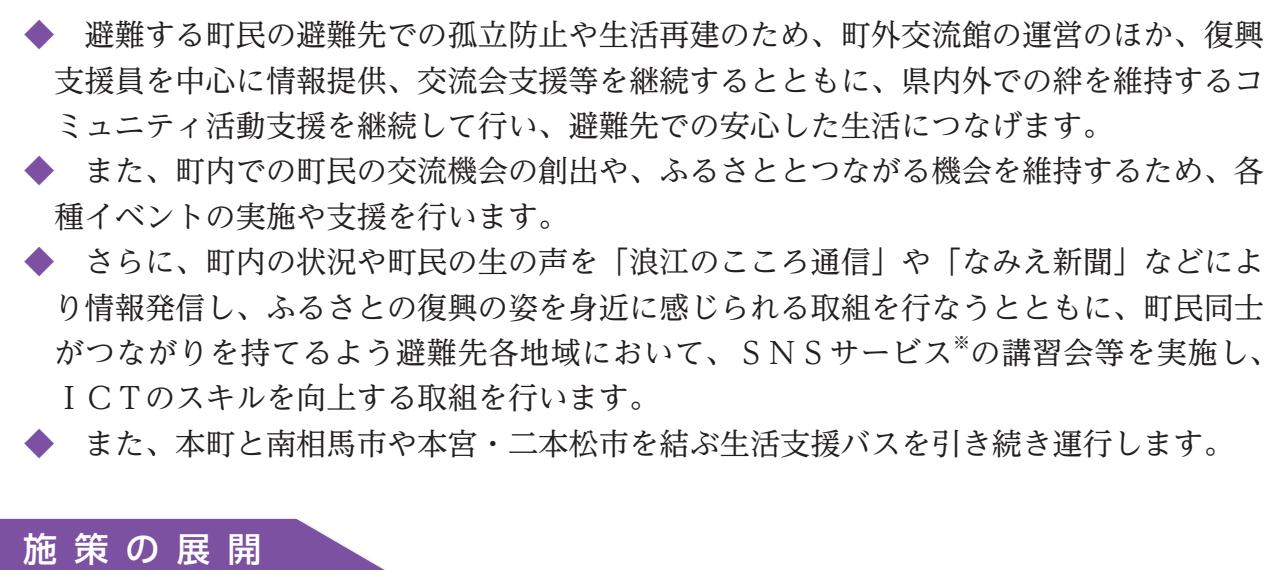 ◆　避難する町民の避難先での孤立防止や生活再建のため、町外交流館の運営のほか、復興
支援員を中心に情報提供、交流会支援等を継続するとともに、県内外での絆を維持するコ
ミュニティ活動支援を継続して行い、避難先での安心した生活につなげます。
◆　また、町内での町民の交流機会の創出や、ふるさととつながる機会を維持するため、各
種イベントの実施や支援を行います。
◆　さらに、町内の状況や町民の生の声を「浪江のこころ通信」や「なみえ新聞」などによ
り情報発信し、ふるさとの復興の姿を身近に感じられる取組を行なうとともに、町民同士
がつながりを持てるよう避難先各地域において、ＳＮＳサービス※の講習会等を実施し、
ＩＣＴのスキルを向上する取組を行います。
◆　また、本町と南相馬市や本宮・二本松市を結ぶ生活支援バスを引き続き運行します。
施策の展開